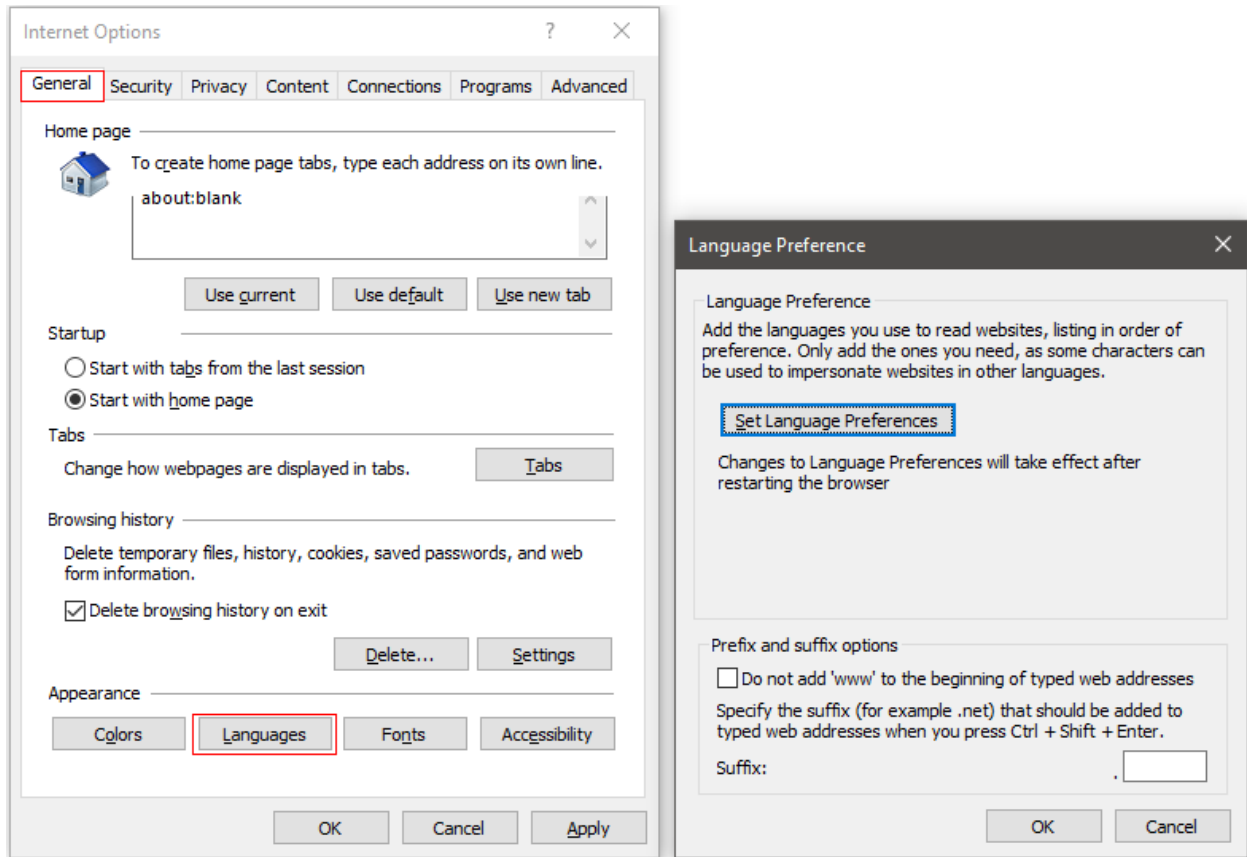 Internet Options
?
General Security Privacy Content Connections Programs Advanced
Home page
To create home page tabs, type each address on its own line.
about:blank
Use current Use default Use new tab
Startup
Start with tabs from the last session
Start with home page
Tabs
Change how webpages are displayed in tabs. Tabs
Browsing history
Delete temporary files, history, cookies, saved passwords, and web
form information.
Delete browsing history on exit
Delete... Settings
Appearance
Colors Languages Fonts Accessibility
OK Cancel Apply
Language Preference
Language Preference
Add the languages you use to read websites, listing in order of
preference. Only add the ones you need, as some characters can
be used to impersonate websites in other languages.
Set Language Preferences
Changes to Language Preferences will take effect after
restarting the browser
Prefix and suffix options
Do not add 'www' to the beginning of typed web addresses
Specify the suffix (for example .net) that should be added to
typed web addresses when you press Ctrl + Shift + Enter.
Suffix: .
OK Cancel